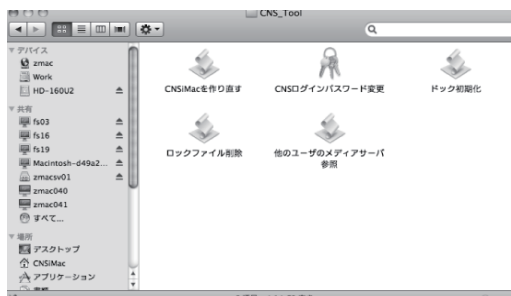 CNS_Tool
デバイス
zmac
Work
HD-160U2
共有
fs03
fs16
fs19
Macintosh-d49a2...
zmacsv01
zmac040
zmac041
すべて...
場所
デスクトップ
CNSiMac
アプリケーション
CNSiMacを作り直す
CNSログインパスワード変更
ドック初期化
ロックファイル削除
他のユーザのメディアサーバ
参照